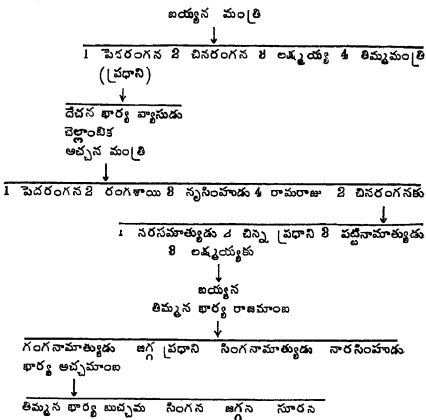 బయ్యన మంత్రి
1 పెదరంగన 2 చినరంగన 3 లక్ష్మయ్య 4 తిమ్మమంత్రి
(ప్రధాని)
దేచన భార్య వ్యాసుడు
చెల్లాంబిక
అచ్చన మంత్రి
1 పెదరంగన 2 రంగశాయి 3 నృసింహుడు 4 రామరాజు 2 చినరంగనకు
1 నరసమాత్యుడు 2 చిన్న ప్రధాని 3 పట్టినామాత్యుడు
3 లక్ష్మయ్యకు
బయ్యన
తిమ్మన భార్య రాజమాంబ
గంగనామాత్యుడు జగ్గ ప్రధాని సింగనామాత్యుడు నారసింహుడు
భార్య అచ్చమాంబ
తిమ్మన భార్య బుచ్చమ సింగన జగ్గన సూరన